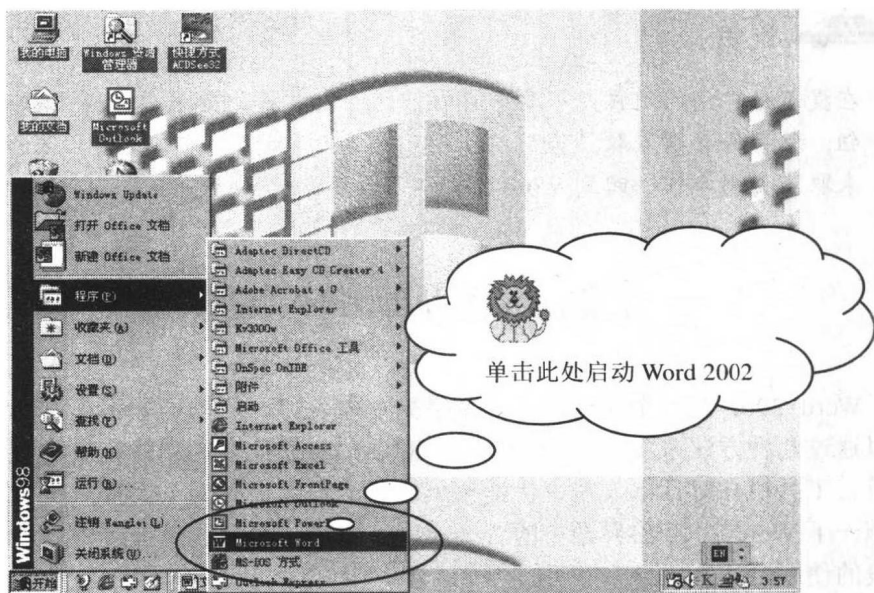 我的电脑
Windows 资源
管理器
快捷方式
ACDSee32
我的文档
Microsoft
Outlook
Windows Update
打开 Office 文档
新建 Office 文档
程序(P)
收藏夹(A)
文档(D)
设置(S)
查找(F)
帮助(H)
运行(R)...
注销 Wanglei(L)...
关闭系统(U)...
Windows98
Adaptec DirectCD
Adaptec Easy CD Creator 4
Adobe Acrobat 4.0
Internet Explorer
Kv300Qw
Microsoft Office 工具
OnSpec OnIDE
附件
启动
Internet Explorer
Microsoft Access
Microsoft Excel
Microsoft FrontPage
Microsoft Outlook
Microsoft Power
Microsoft Word
MS-DOS 方式
Outlook Express
单击此处启动 Word 2002
EN
开始
K
3:57